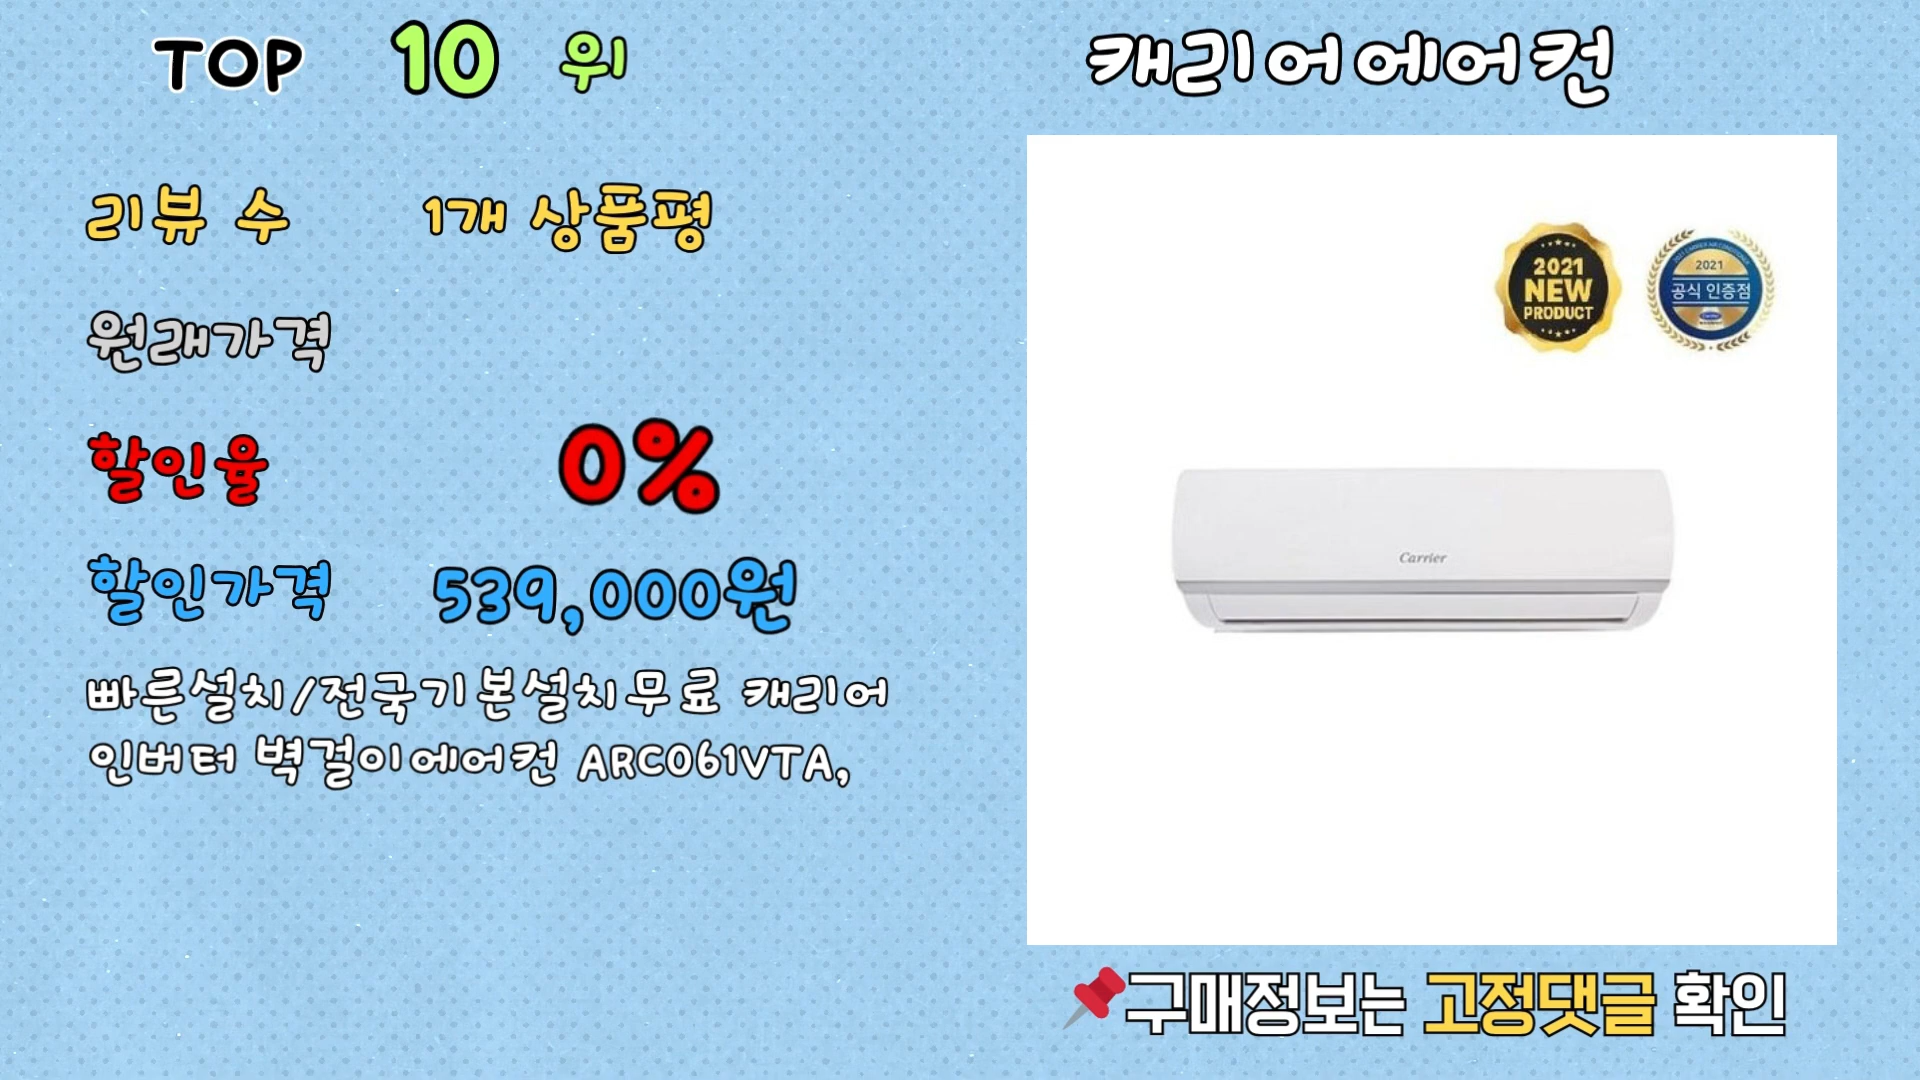 TOP 10 위
캐리어에어컨
리뷰 수 1개 상품평
원래가격
할인율 0%
할인가격 539,000원
빠른설치/전국기본설치무료 캐리어
인버터 벽걸이에어컨 ARC061VTA,
2021
NEW
PRODUCT
2021
공식 인증점
Carrier
구매정보는 고정댓글 확인